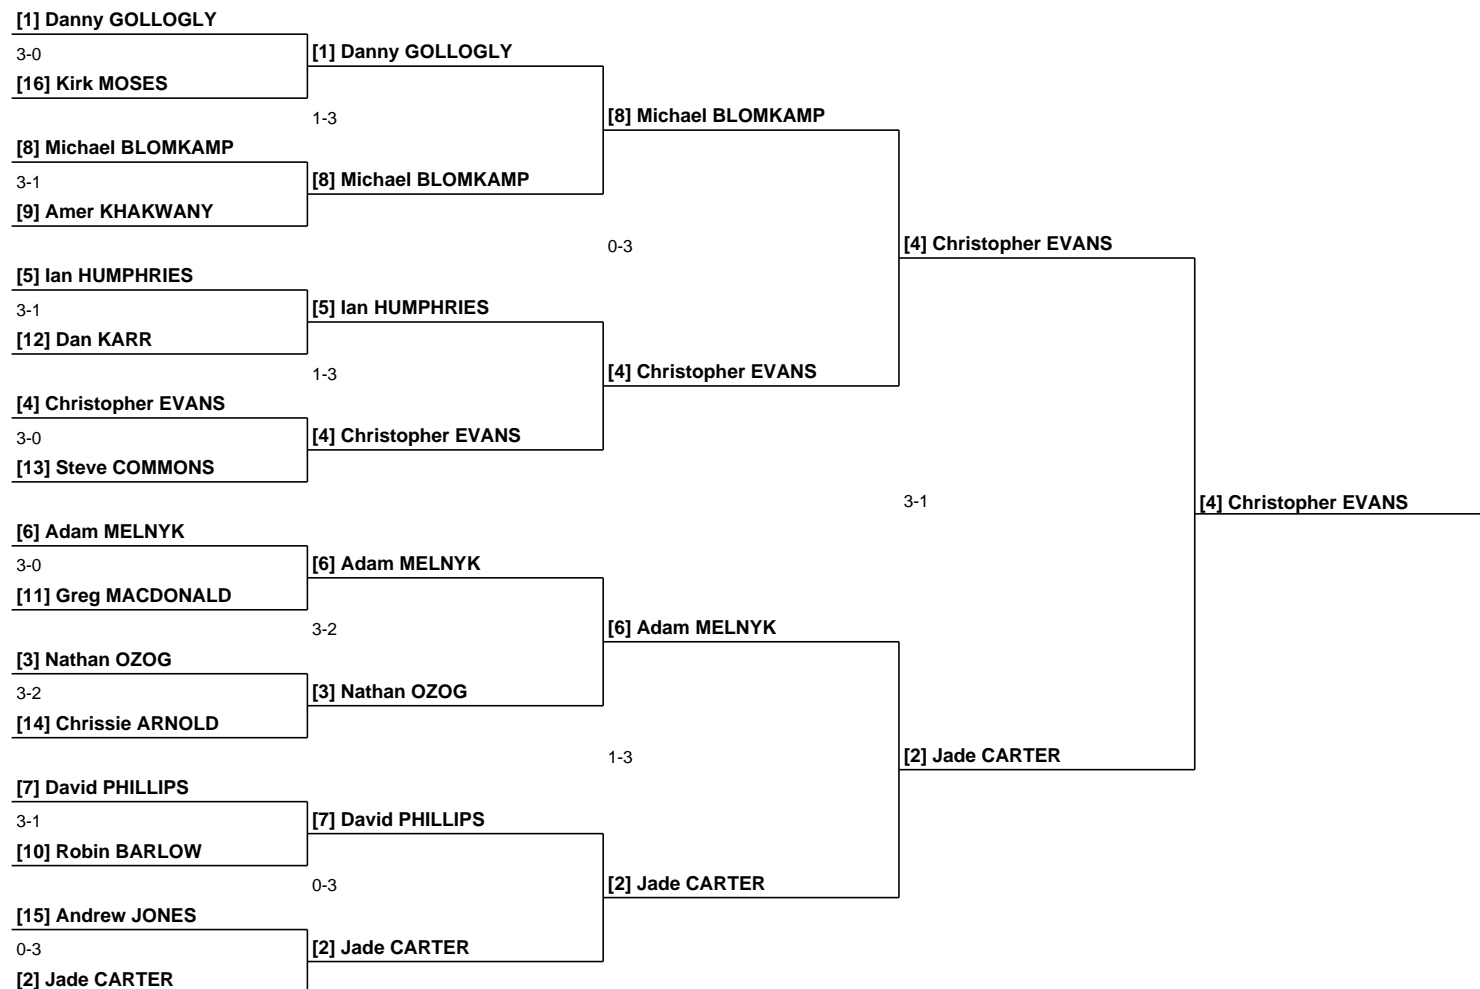 [1] Danny GOLLOGLY
3-0
[16] Kirk MOSES
[8] Michael BLOMKAMP
3-1
[9] Amer KHAKWANY
[5] Ian HUMPHRIES
3-1
[12] Dan KARR
[4] Christopher EVANS
3-0
[13] Steve COMMONS
[6] Adam MELNYK
3-0
[11] Greg MACDONALD
[3] Nathan OZOG
3-2
[14] Chrissie ARNOLD
[7] David PHILLIPS
3-1
[10] Robin BARLOW
[15] Andrew JONES
0-3
[2] Jade CARTER
[1] Danny GOLLOGLY
1-3
[8] Michael BLOMKAMP
[5] Ian HUMPHRIES
1-3
[4] Christopher EVANS
[6] Adam MELNYK
3-2
[3] Nathan OZOG
[7] David PHILLIPS
0-3
[2] Jade CARTER
[8] Michael BLOMKAMP
0-3
[4] Christopher EVANS
[6] Adam MELNYK
1-3
[2] Jade CARTER
[4] Christopher EVANS
3-1
[2] Jade CARTER
[4] Christopher EVANS